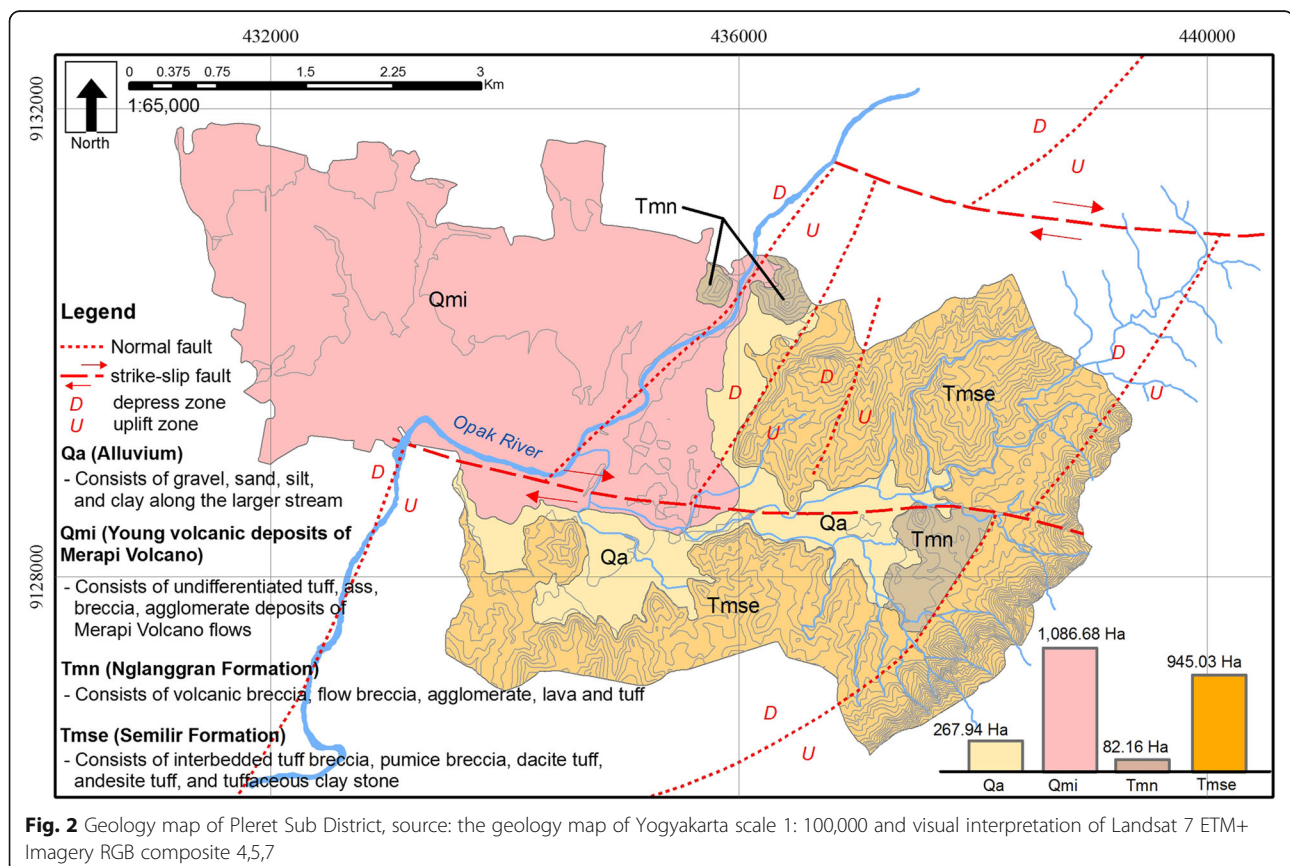 432000
436000
440000
9132000
9128000
0 0.375 0.75 1.5 2.25 3
Km
1:65,000
North
D
U
D
U
Tmn
Qmi
Legend
Normal fault
strike-slip fault
D depress zone
U uplift zone
Qa (Alluvium)
- Consists of gravel, sand, silt,
and clay along the larger stream
Qmi (Young volcanic deposits of
Merapi Volcano)
- Consists of undifferentiated tuff, ass,
breccia, agglomerate deposits of
Merapi Volcano flows
Tmn (Nglanggran Formation)
- Consists of volcanic breccia, flow breccia, agglomerate, lava and tuff
Tmse (Semilir Formation)
- Consists of interbedded tuff breccia, pumice breccia, dacite tuff,
andesite tuff, and tuffaceous clay stone
Opak River
D
U
D
U
D
U
Tmse
D
U
Qa
Qa
Tmn
Tmse
D
U
1,086.68 Ha
945.03 Ha
267.94 Ha
82.16 Ha
Qa Qmi Tmn Tmse
Fig. 2 Geology map of Pleret Sub District, source: the geology map of Yogyakarta scale 1: 100,000 and visual interpretation of Landsat 7 ETM+
Imagery RGB composite 4,5,7